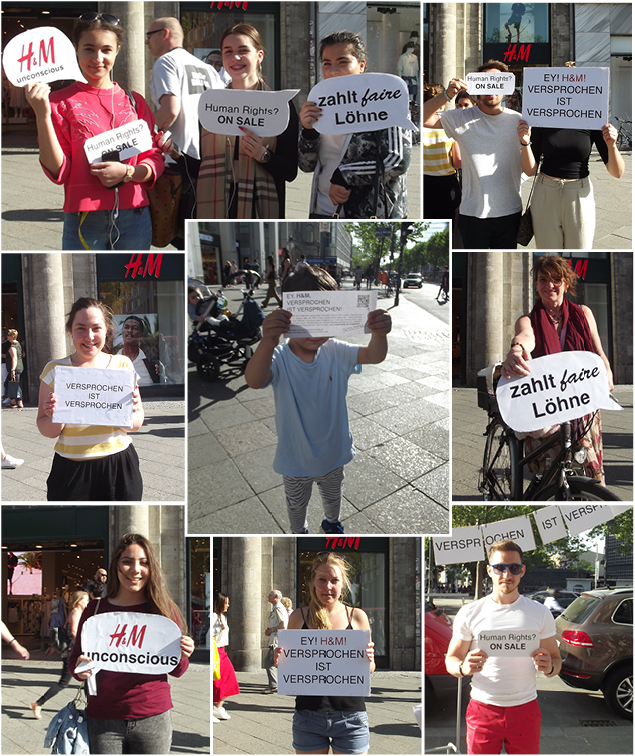 H&M
unconscious
Human Rights?
ON SALE
Human Rights?
ON SALE
zahlt faire
Löhne
H&M
Human Rights?
ON SALE
EY! H&M!
VERSPROCHEN
IST
VERSPROCHEN
H&M
VERSPROCHEN
IST
VERSPROCHEN
EY, H&M,
VERSPROCHEN
IST VERSPROCHEN!
zahlt faire
Löhne
H&M
unconscious
H&M
EY! H&M!
VERSPROCHEN
IST
VERSPROCHEN
VERSPROCHEN IST VERSP
Human Rights?
ON SALE